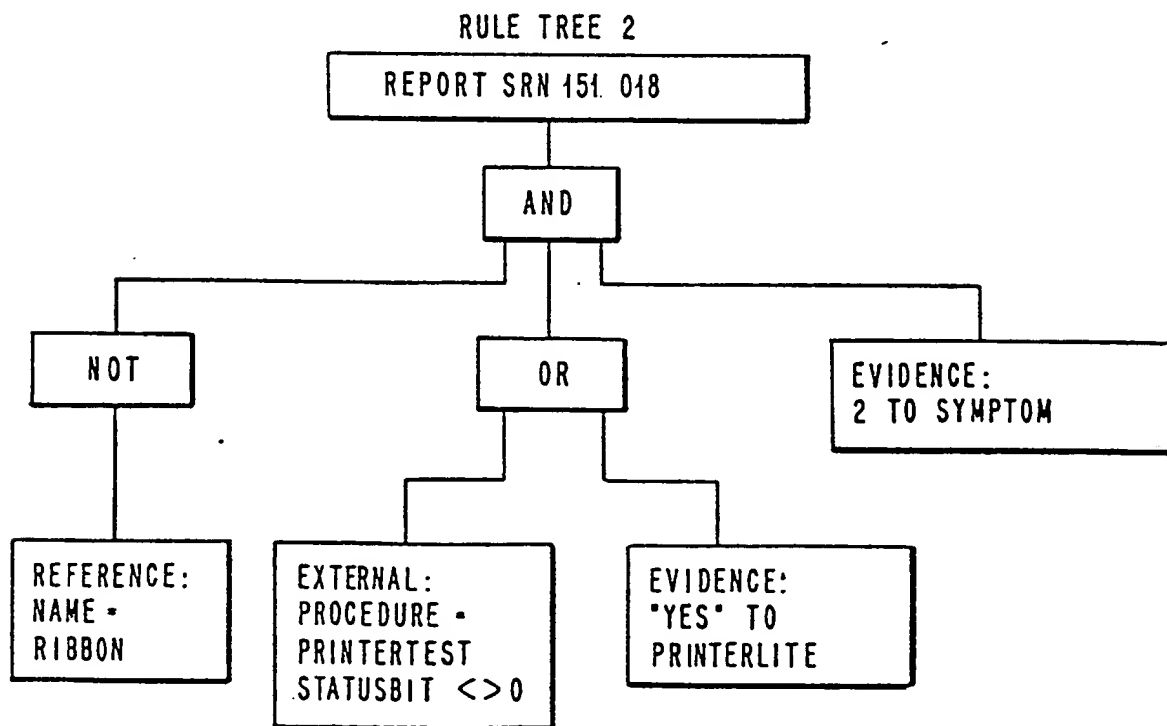 RULE TREE 2
REPORT SRN 151. 018
AND
NOT
OR
EVIDENCE:
2 TO SYMPTOM
REFERENCE:
NAME =
RIBBON
EXTERNAL:
PROCEDURE =
PRINTERTEST
STATUSBIT <>0
EVIDENCE:
"YES" TO
PRINTERLITE